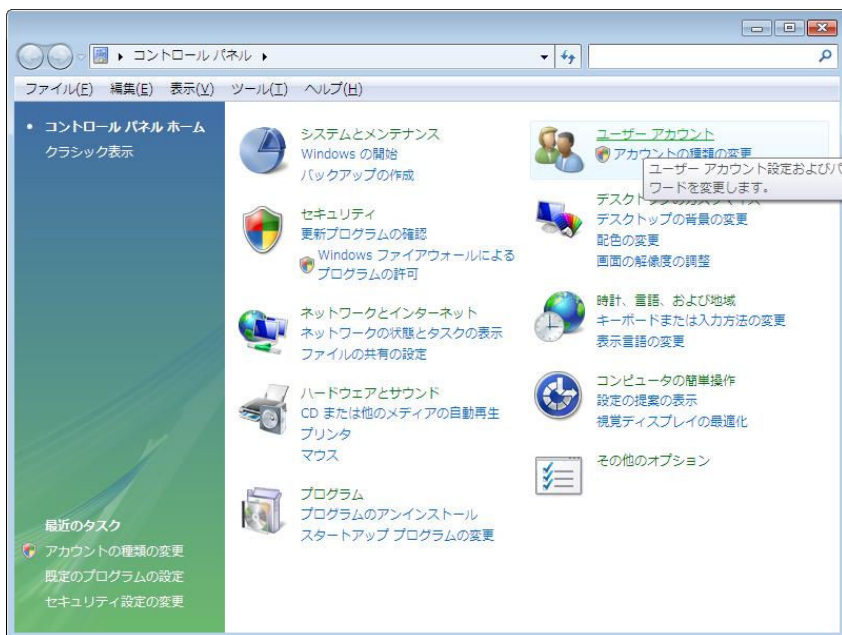 コントロール パネル
ファイル(F) 編集(E) 表示(V) ツール(T) ヘルプ(H)
コントロール パネル ホーム
クラシック表示
システムとメンテナンス
Windows の開始
バックアップの作成
セキュリティ
更新プログラムの確認
Windows ファイアウォールによる
プログラムの許可
ネットワークとインターネット
ネットワークの状態とタスクの表示
ファイルの共有の設定
ハードウェアとサウンド
CD または他のメディアの自動再生
プリンタ
マウス
プログラム
プログラムのアンインストール
スタートアップ プログラムの変更
ユーザー アカウント
アカウントの種類の変更
ユーザー アカウント設定およびパ
ワードを変更します。
デスクトップの背景の変更
配色の変更
画面の解像度の調整
時計、言語、および地域
キーボードまたは入力方法の変更
表示言語の変更
コンピュータの簡単操作
設定の提案の表示
視覚ディスプレイの最適化
その他のオプション
最近のタスク
アカウントの種類の変更
既定のプログラムの設定
セキュリティ設定の変更